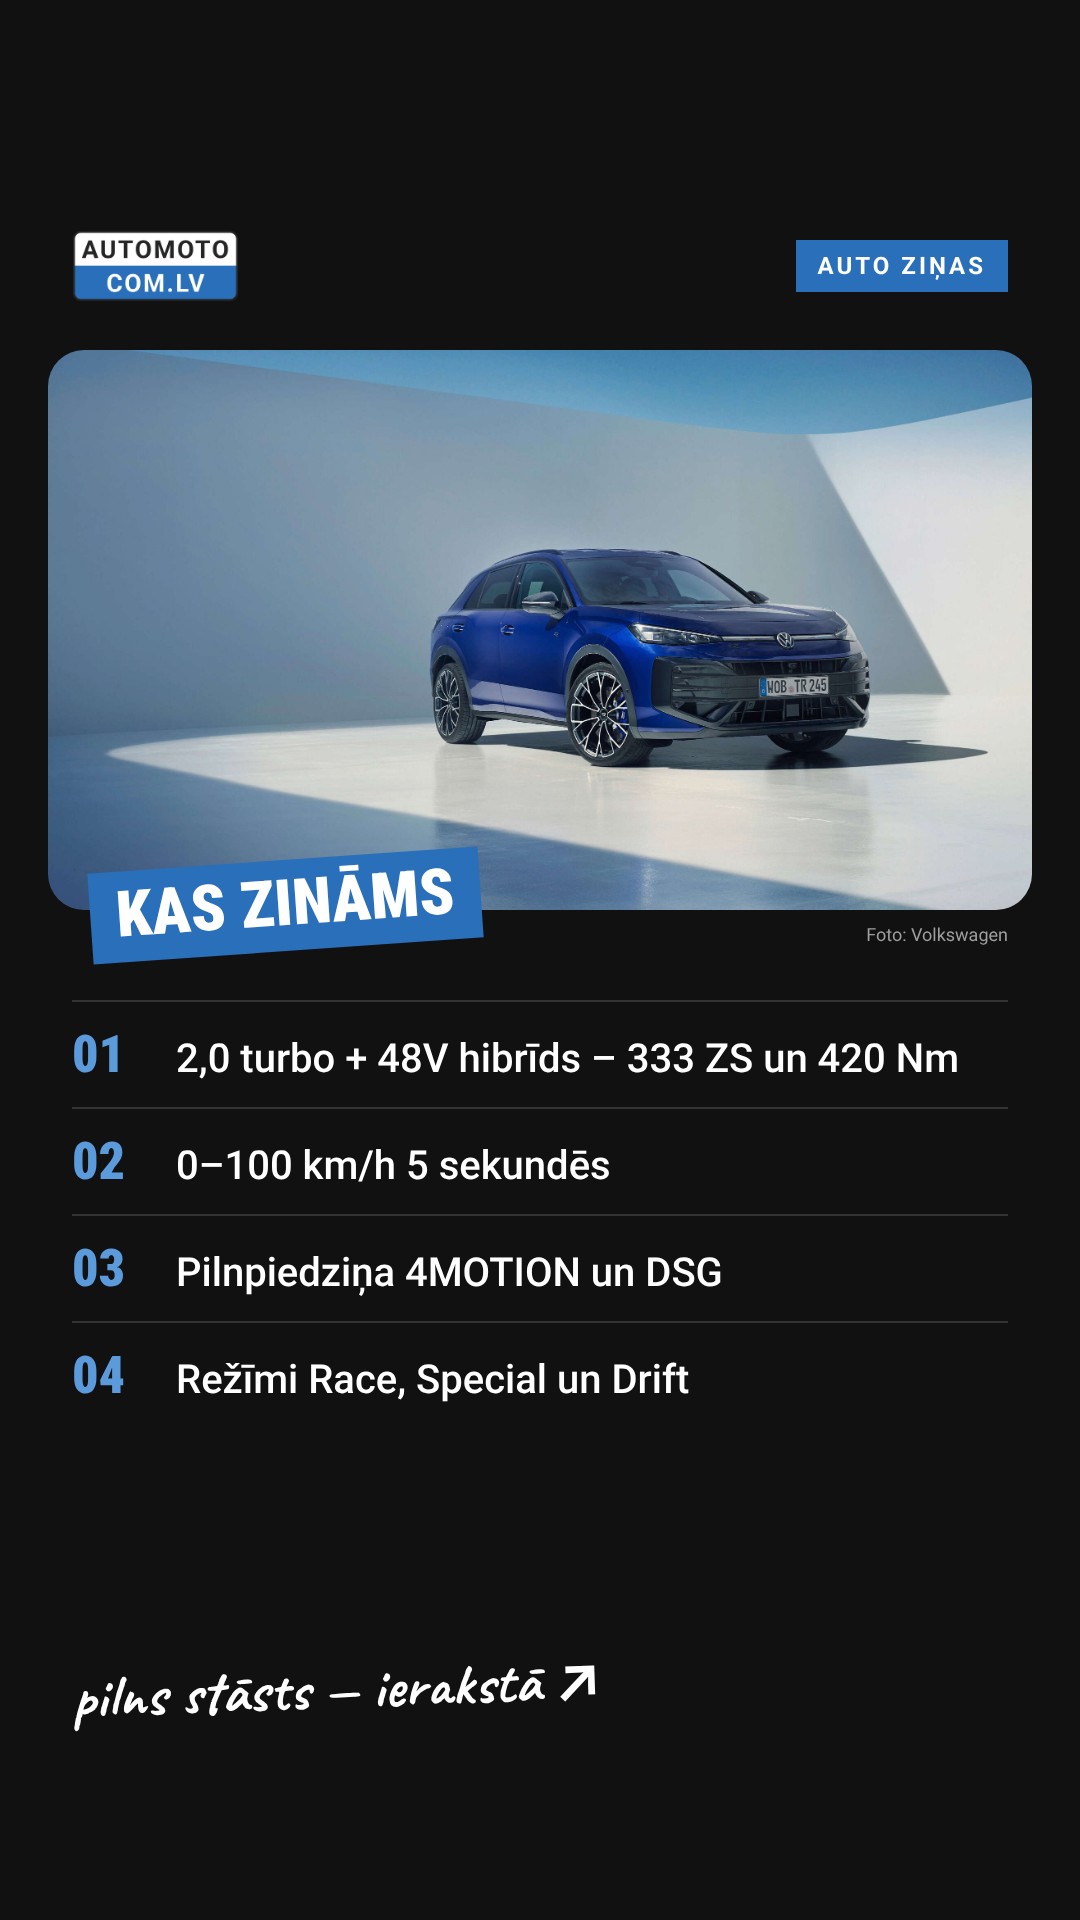 AUTOMOTO
COM.LV
AUTO ZIŅAS
WOB TR 245
KAS ZINĀMS
Foto: Volkswagen
01 2,0 turbo + 48V hibrīds – 333 ZS un 420 Nm
02 0–100 km/h 5 sekundēs
03 Pilnpiedziņa 4MOTION un DSG
04 Režīmi Race, Special un Drift
pilns stāsts – ierakstā ↗